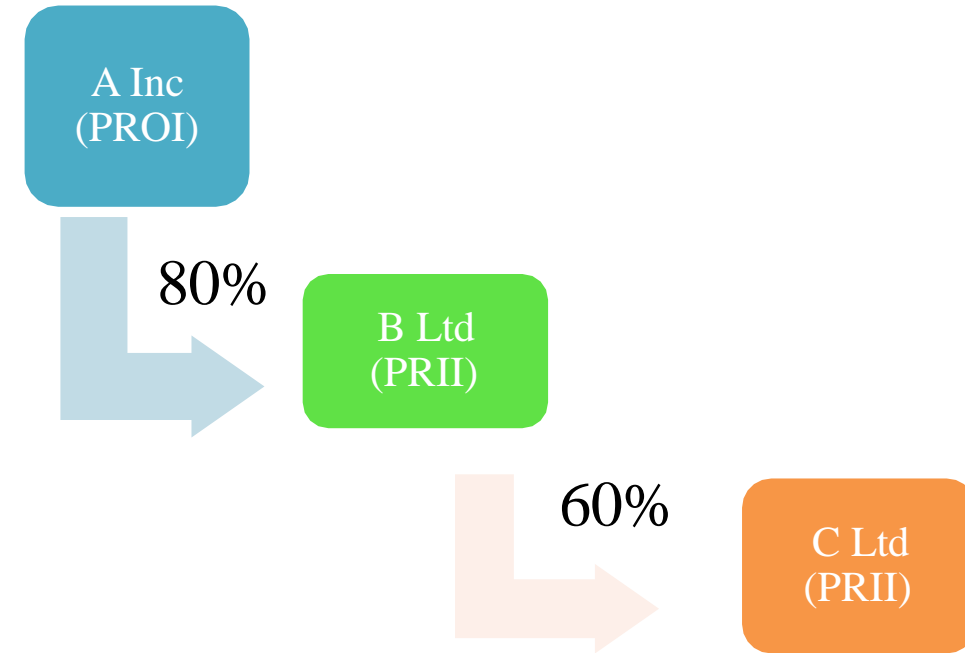 A Inc
(PROI)
80%
B Ltd
(PRII)
60%
C Ltd
(PRII)